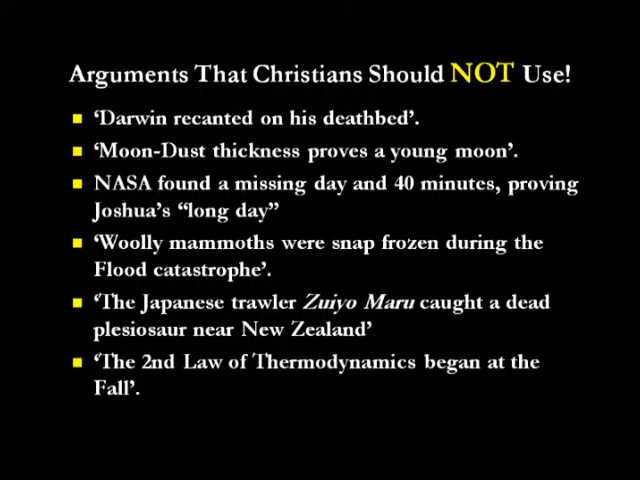 Arguments That Christians Should NOT Use!
‘Darwin recanted on his deathbed’.
‘Moon-Dust thickness proves a young moon’.
NASA found a missing day and 40 minutes, proving
Joshua’s “long day”
‘Woolly mammoths were snap frozen during the
Flood catastrophe’.
‘The Japanese trawler Zuiyo Maru caught a dead
plesiosaur near New Zealand’
‘The 2nd Law of Thermodynamics began at the
Fall’.